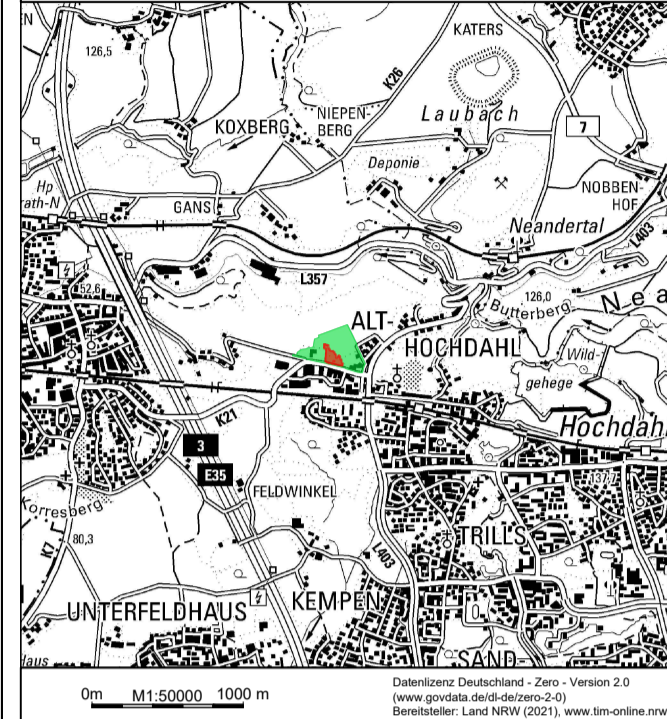 KATERS
126,5
K26
NIEPEN-
BERG
Laubach
KOXBERG
7
Deponie
Hp
rath-N
NOBBEN-
HOF
GANS
Neandertal
L403
L357
52,6
126,0
Butterberg
Nea
ALT-
HOCHDAHL
Wild-
gehege
Hochdahl
K21
3
E35
FELDWINKEL
137,7
Korresberg
K7
80,3
L403
TRILLS
UNTERFELDHAUS
KEMPEN
haus
SAND-
0m M1:50000 1000 m
Datenlizenz Deutschland - Zero - Version 2.0
(www.govdata.de/dl-de/zero-2-0)
Bereitsteller: Land NRW (2021), www.tim-online.nrw